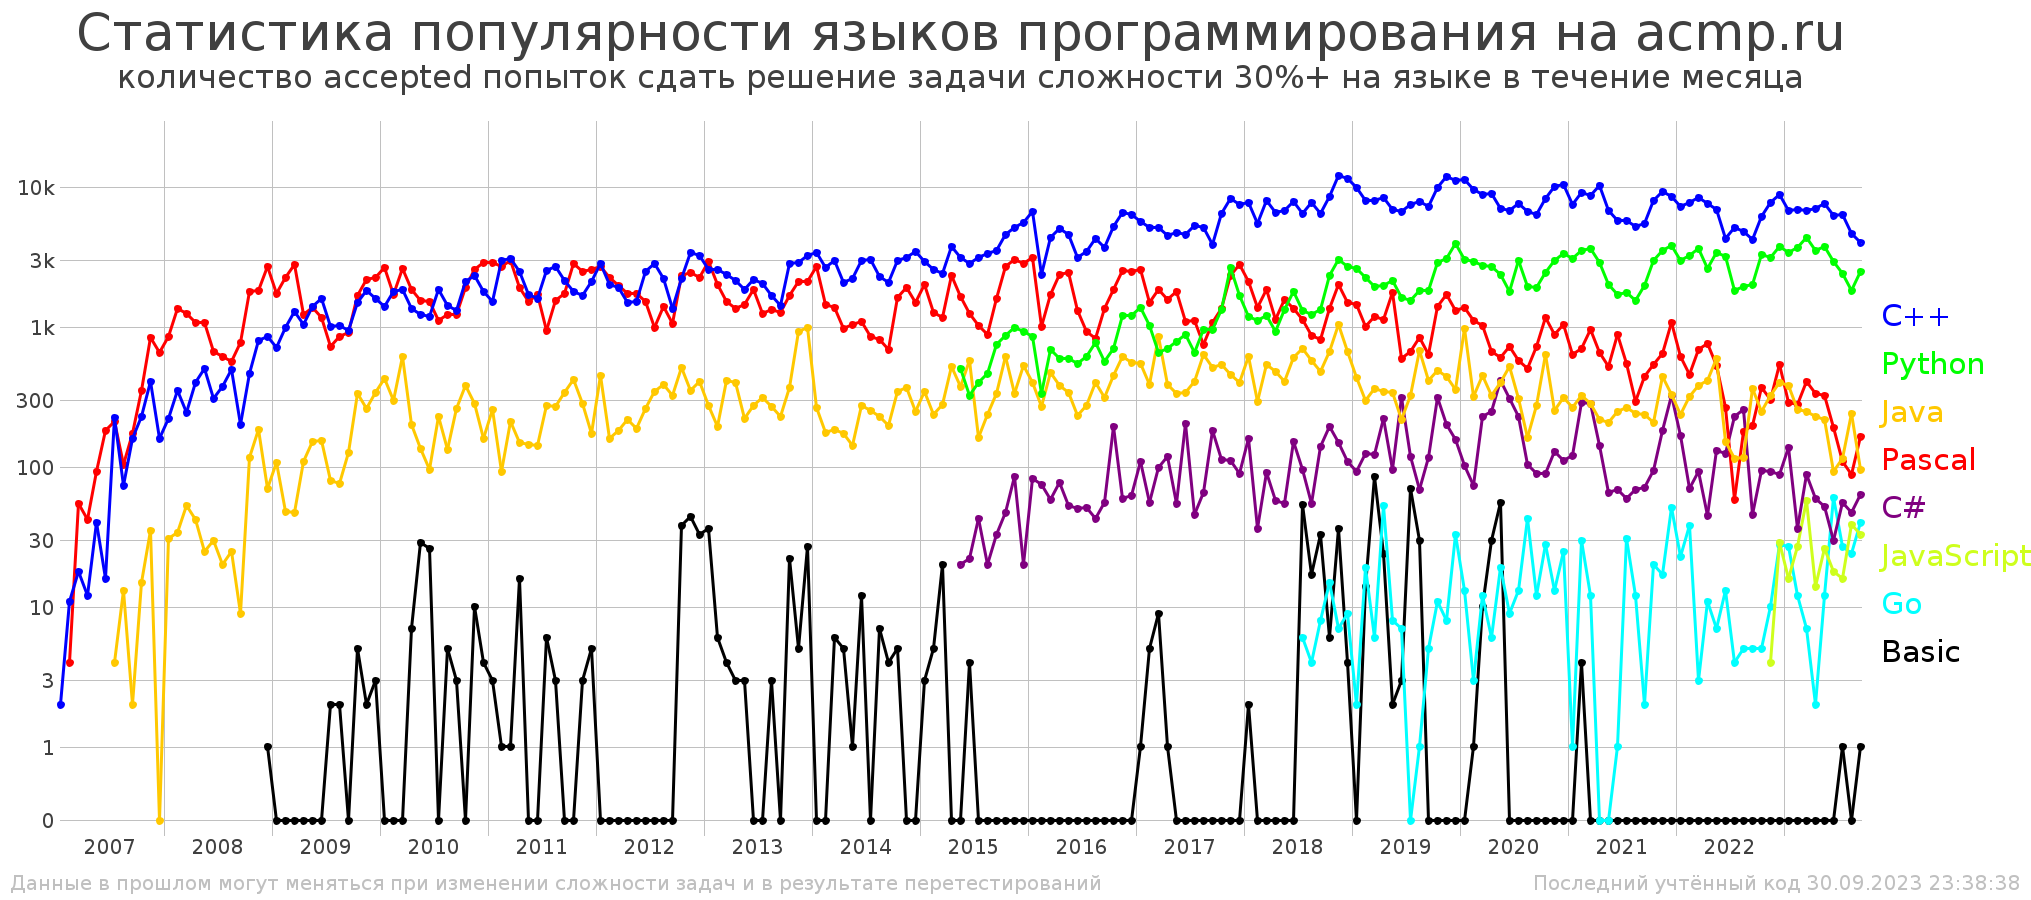 Статистика популярности языков программирования на acmp.ru
количество accepted попыток сдать решение задачи сложности 30%+ на языке в течение месяца
10k
3k
1k
300
100
30
10
3
1
0
C++
Python
Java
Pascal
C#
JavaScript
Go
Basic
2007 2008 2009 2010 2011 2012 2013 2014 2015 2016 2017 2018 2019 2020 2021 2022
Данные в прошлом могут меняться при изменении сложности задач и в результате перетестирований
Последний учтённый код 30.09.2023 23:38:38